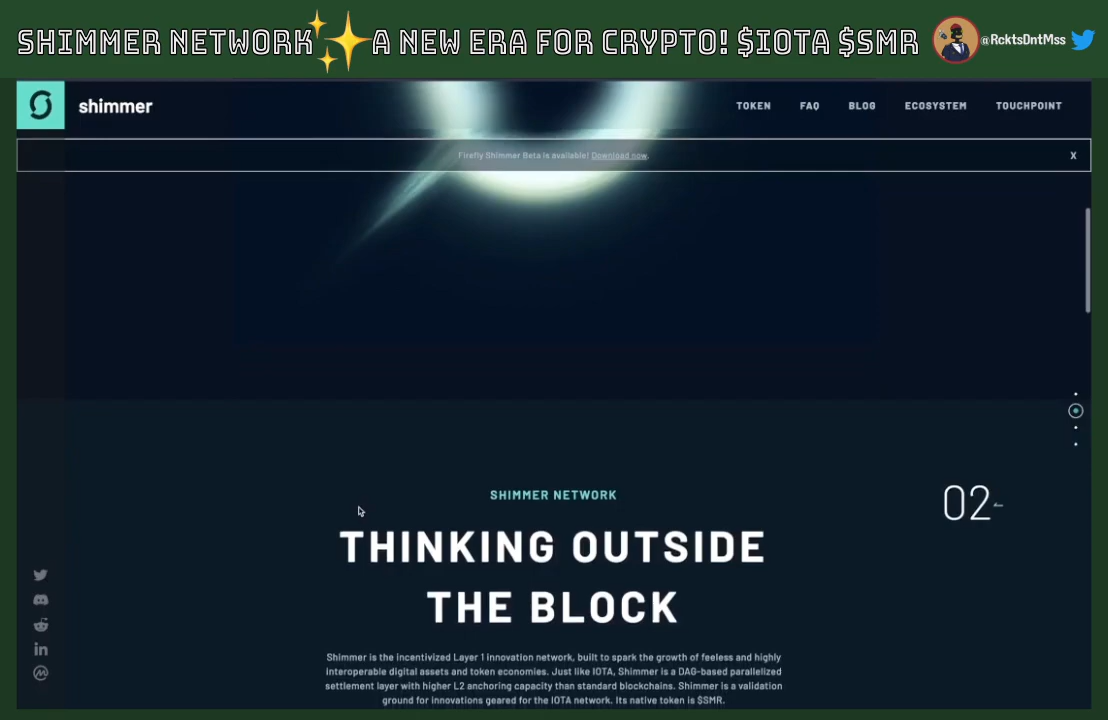 SHIMMER NETWORK✨A NEW ERA FOR CRYPTO! $IOTA $SMR @RcktsDntMss
shimmer TOKEN FAQ BLOG ECOSYSTEM TOUCHPOINT
Firefly Shimmer Beta is available! Download now. X
SHIMMER NETWORK
02
THINKING OUTSIDE
THE BLOCK
Shimmer is the incentivized Layer 1 innovation network, built to spark the growth of feeless and highly
interoperable digital assets and token economies. Just like IOTA, Shimmer is a DAG-based parallelized
settlement layer with higher L2 anchoring capacity than standard blockchains. Shimmer is a validation
ground for innovations geared for the IOTA network. Its native token is $SMR.